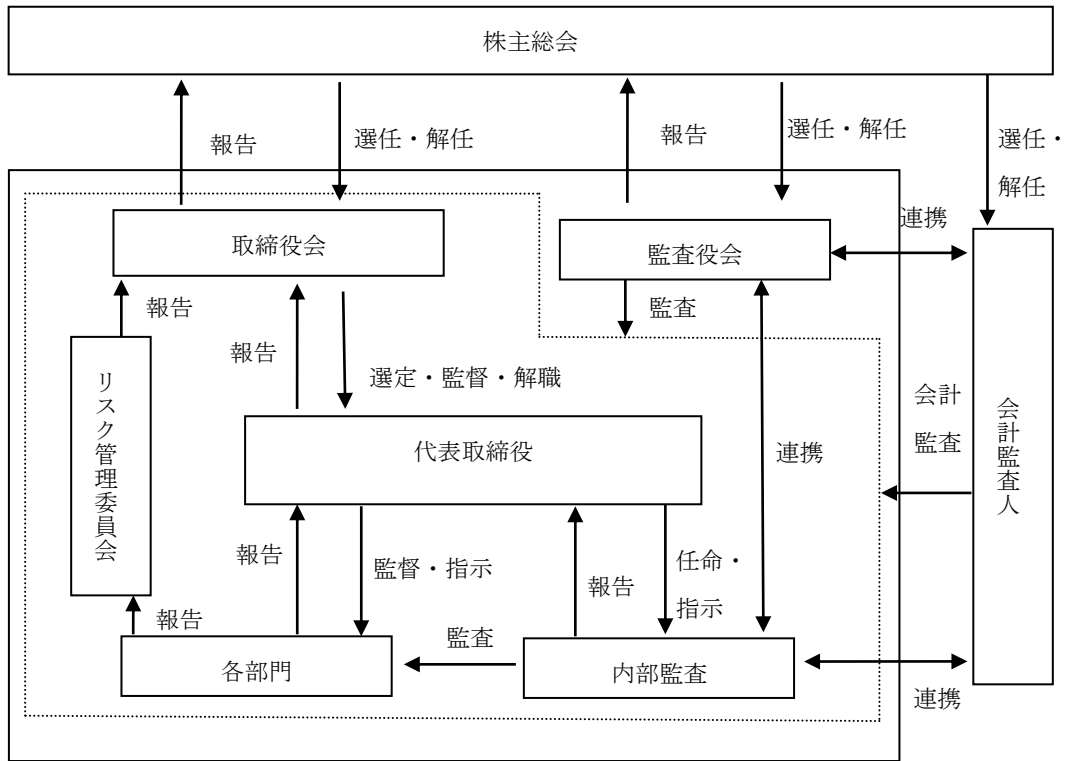 株主総会
報告
選任・解任
報告
選任・解任
選任・
解任
取締役会
監査役会
連携
報告
監査
報告
選定・監督・解職
リスク管理委員会
代表取締役
連携
会計
監査
会計監査人
報告
監督・指示
報告
任命・
指示
報告
各部門
監査
内部監査
連携